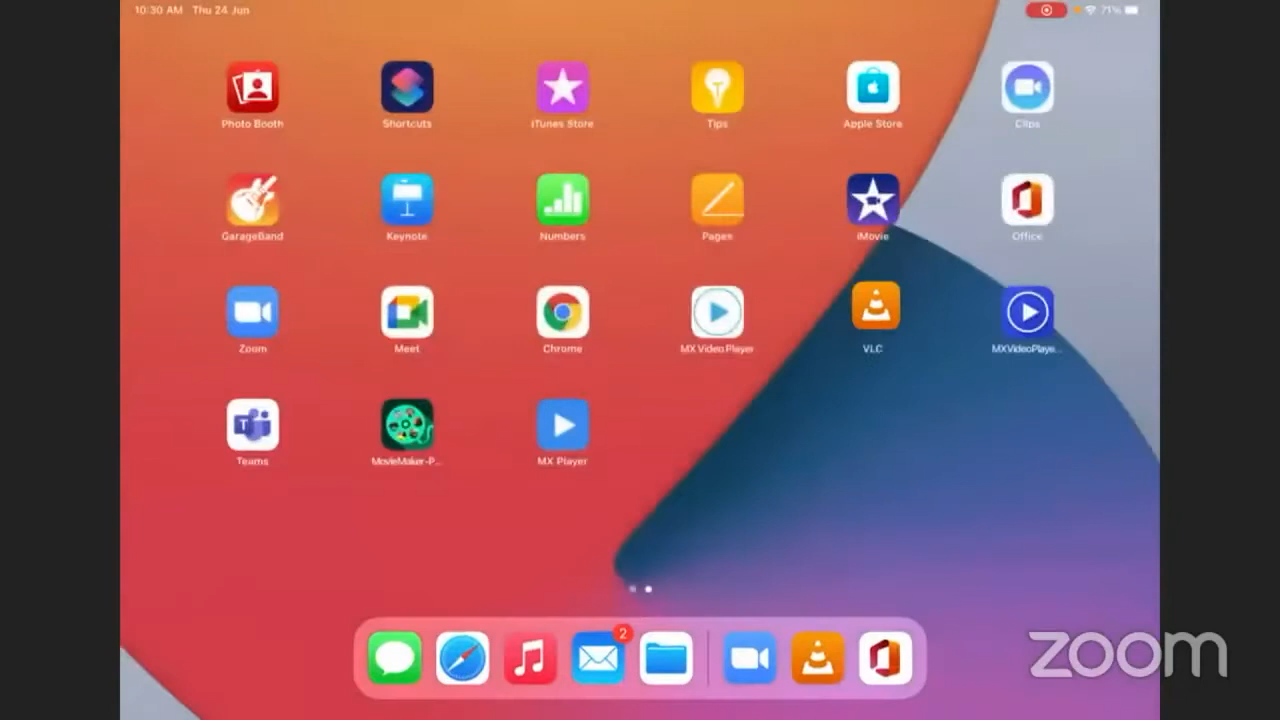 10:30 AM Thu 24 Jun
71%
Photo Booth
Shortcuts
iTunes Store
Tips
Apple Store
Clips
GarageBand
Keynote
Numbers
Pages
iMovie
Office
Zoom
Meet
Chrome
MX Video Player
VLC
MXVideoPlaye...
Teams
MovieMaker-P...
MX Player
2
zoom